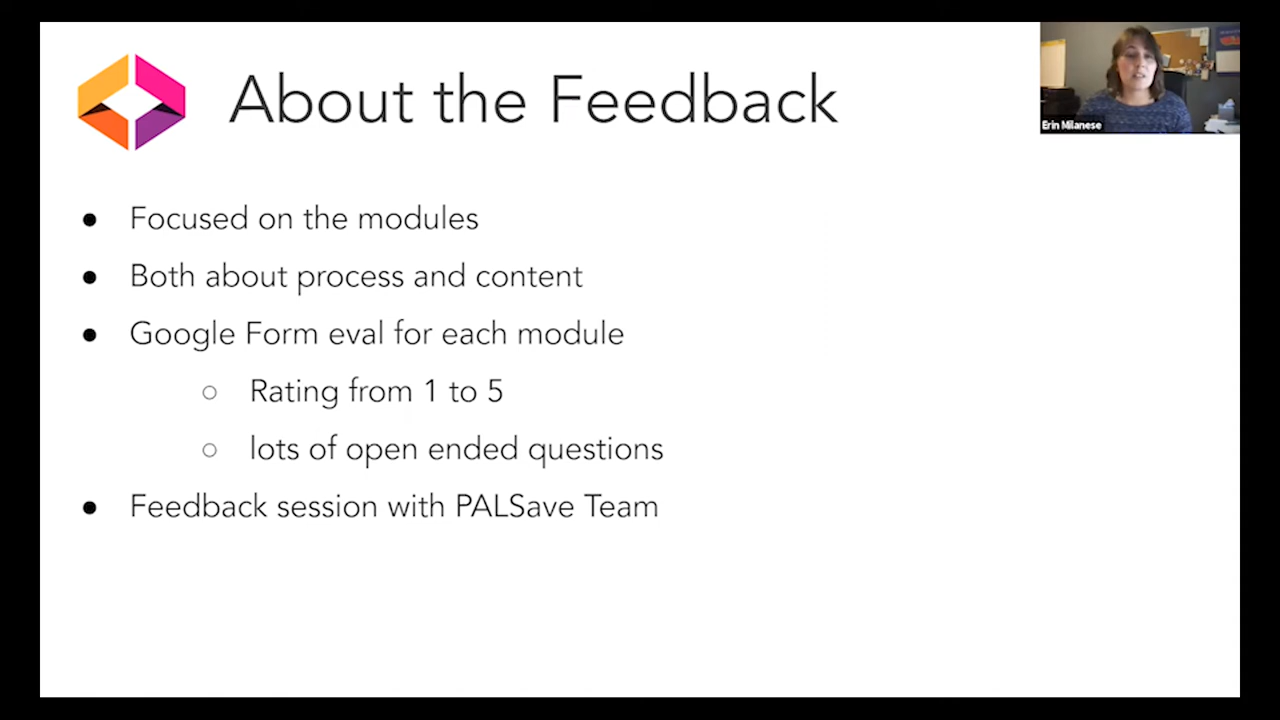 About the Feedback
Erin Milanese
● Focused on the modules
● Both about process and content
● Google Form eval for each module
○ Rating from 1 to 5
○ lots of open ended questions
● Feedback session with PALSave Team